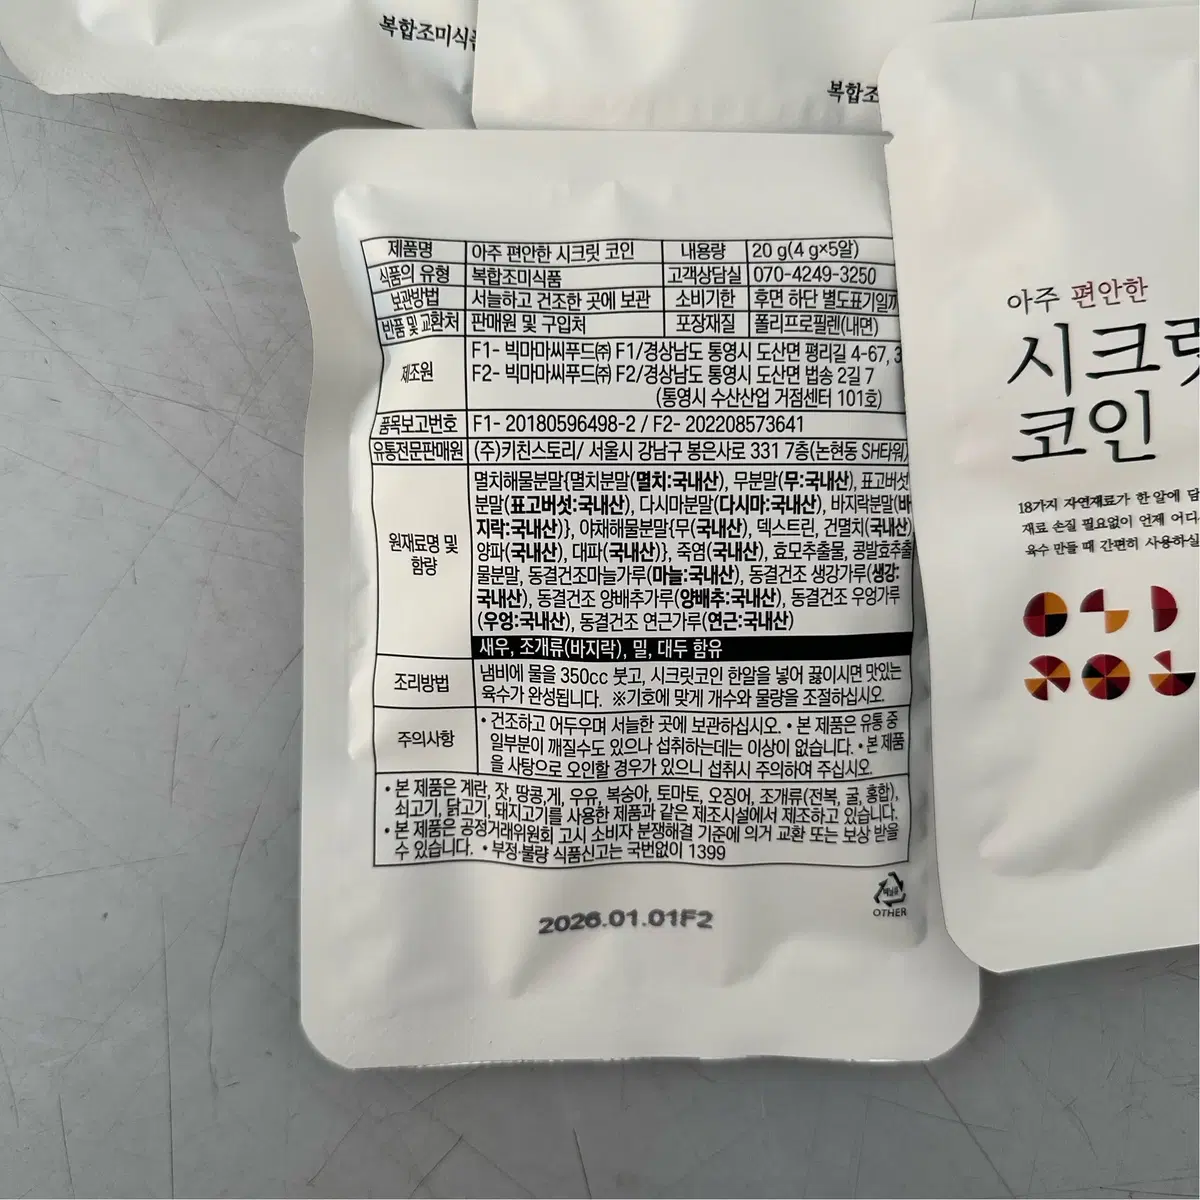 복합조미식품
복합조
제품명 아주 편안한 시크릿 코인 내용량 20 g(4 g×5알)
식품의 유형 복합조미식품 고객상담실 070-4249-3250
보관방법 서늘하고 건조한 곳에 보관 소비기한 후면 하단 별도표기일까
반품 및 교환처 판매원 및 구입처 포장재질 폴리프로필렌(내면)
제조원
F1- 빅마마씨푸드㈜ F1/경상남도 통영시 도산면 평리길 4-67, 3
F2- 빅마마씨푸드㈜ F2/경상남도 통영시 도산면 법송 2길 7
(통영시 수산산업 거점센터 101호)
품목보고번호 F1- 20180596498-2 / F2- 202208573641
유통전문판매원 (주)키친스토리/ 서울시 강남구 봉은사로 331 7층(논현동 SH타워)
원재료명 및
함량
멸치해물분말{멸치분말(멸치:국내산), 무분말(무:국내산), 표고버섯
분말(표고버섯:국내산), 다시마분말(다시마:국내산), 바지락분말(바
지락:국내산)}, 야채해물분말{무(국내산), 덱스트린, 건멸치(국내산)
양파(국내산), 대파(국내산)}, 죽염(국내산), 효모추출물, 콩발효추출
물분말, 동결건조마늘가루(마늘:국내산), 동결건조 생강가루(생강:
국내산), 동결건조 양배추가루(양배추:국내산), 동결건조 우엉가루
(우엉:국내산), 동결건조 연근가루(연근:국내산)
새우, 조개류(바지락), 밀, 대두 함유
조리방법
냄비에 물을 350cc 붓고, 시크릿코인 한알을 넣어 끓이시면 맛있는
육수가 완성됩니다. ※기호에 맞게 개수와 물량을 조절하십시오.
주의사항
• 건조하고 어두우며 서늘한 곳에 보관하십시오. • 본 제품은 유통 중
일부분이 깨질수도 있으나 섭취하는데는 이상이 없습니다. • 본 제품
을 사탕으로 오인할 경우가 있으니 섭취시 주의하여 주십시오.
• 본 제품은 계란, 잣, 땅콩,게, 우유, 복숭아, 토마토, 오징어, 조개류(전복, 굴, 홍합),
쇠고기, 닭고기, 돼지고기를 사용한 제품과 같은 제조시설에서 제조하고 있습니다.
• 본 제품은 공정거래위원회 고시 소비자 분쟁해결 기준에 의거 교환 또는 보상 받을
수 있습니다. • 부정·불량 식품신고는 국번없이 1399
OTHER
2026.01.01F2
아주 편안한
시크릿
코인
18가지 자연재료가 한 알에 담
재료 손질 필요없이 언제 어디
육수 만들 때 간편히 사용하실